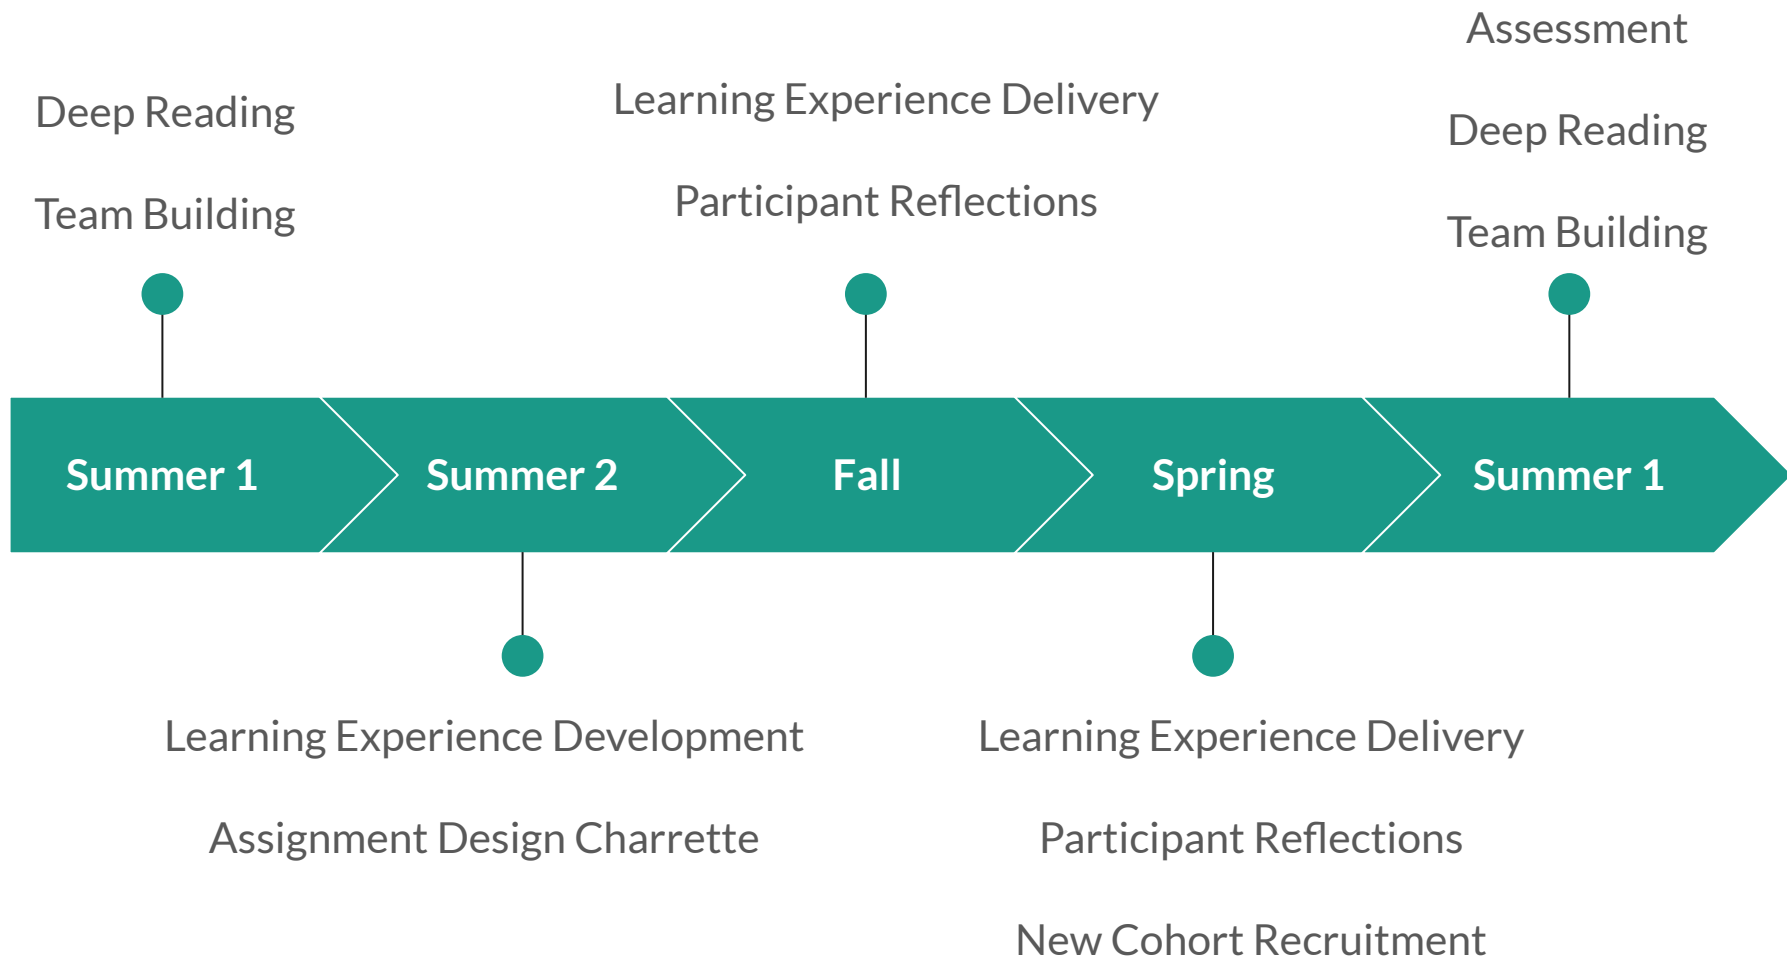 Assessment
Deep Reading
Team Building
Learning Experience Delivery
Participant Reflections
Deep Reading
Team Building
Summer 1
Summer 2
Fall
Spring
Summer 1
Learning Experience Development
Assignment Design Charrette
Learning Experience Delivery
Participant Reflections
New Cohort Recruitment